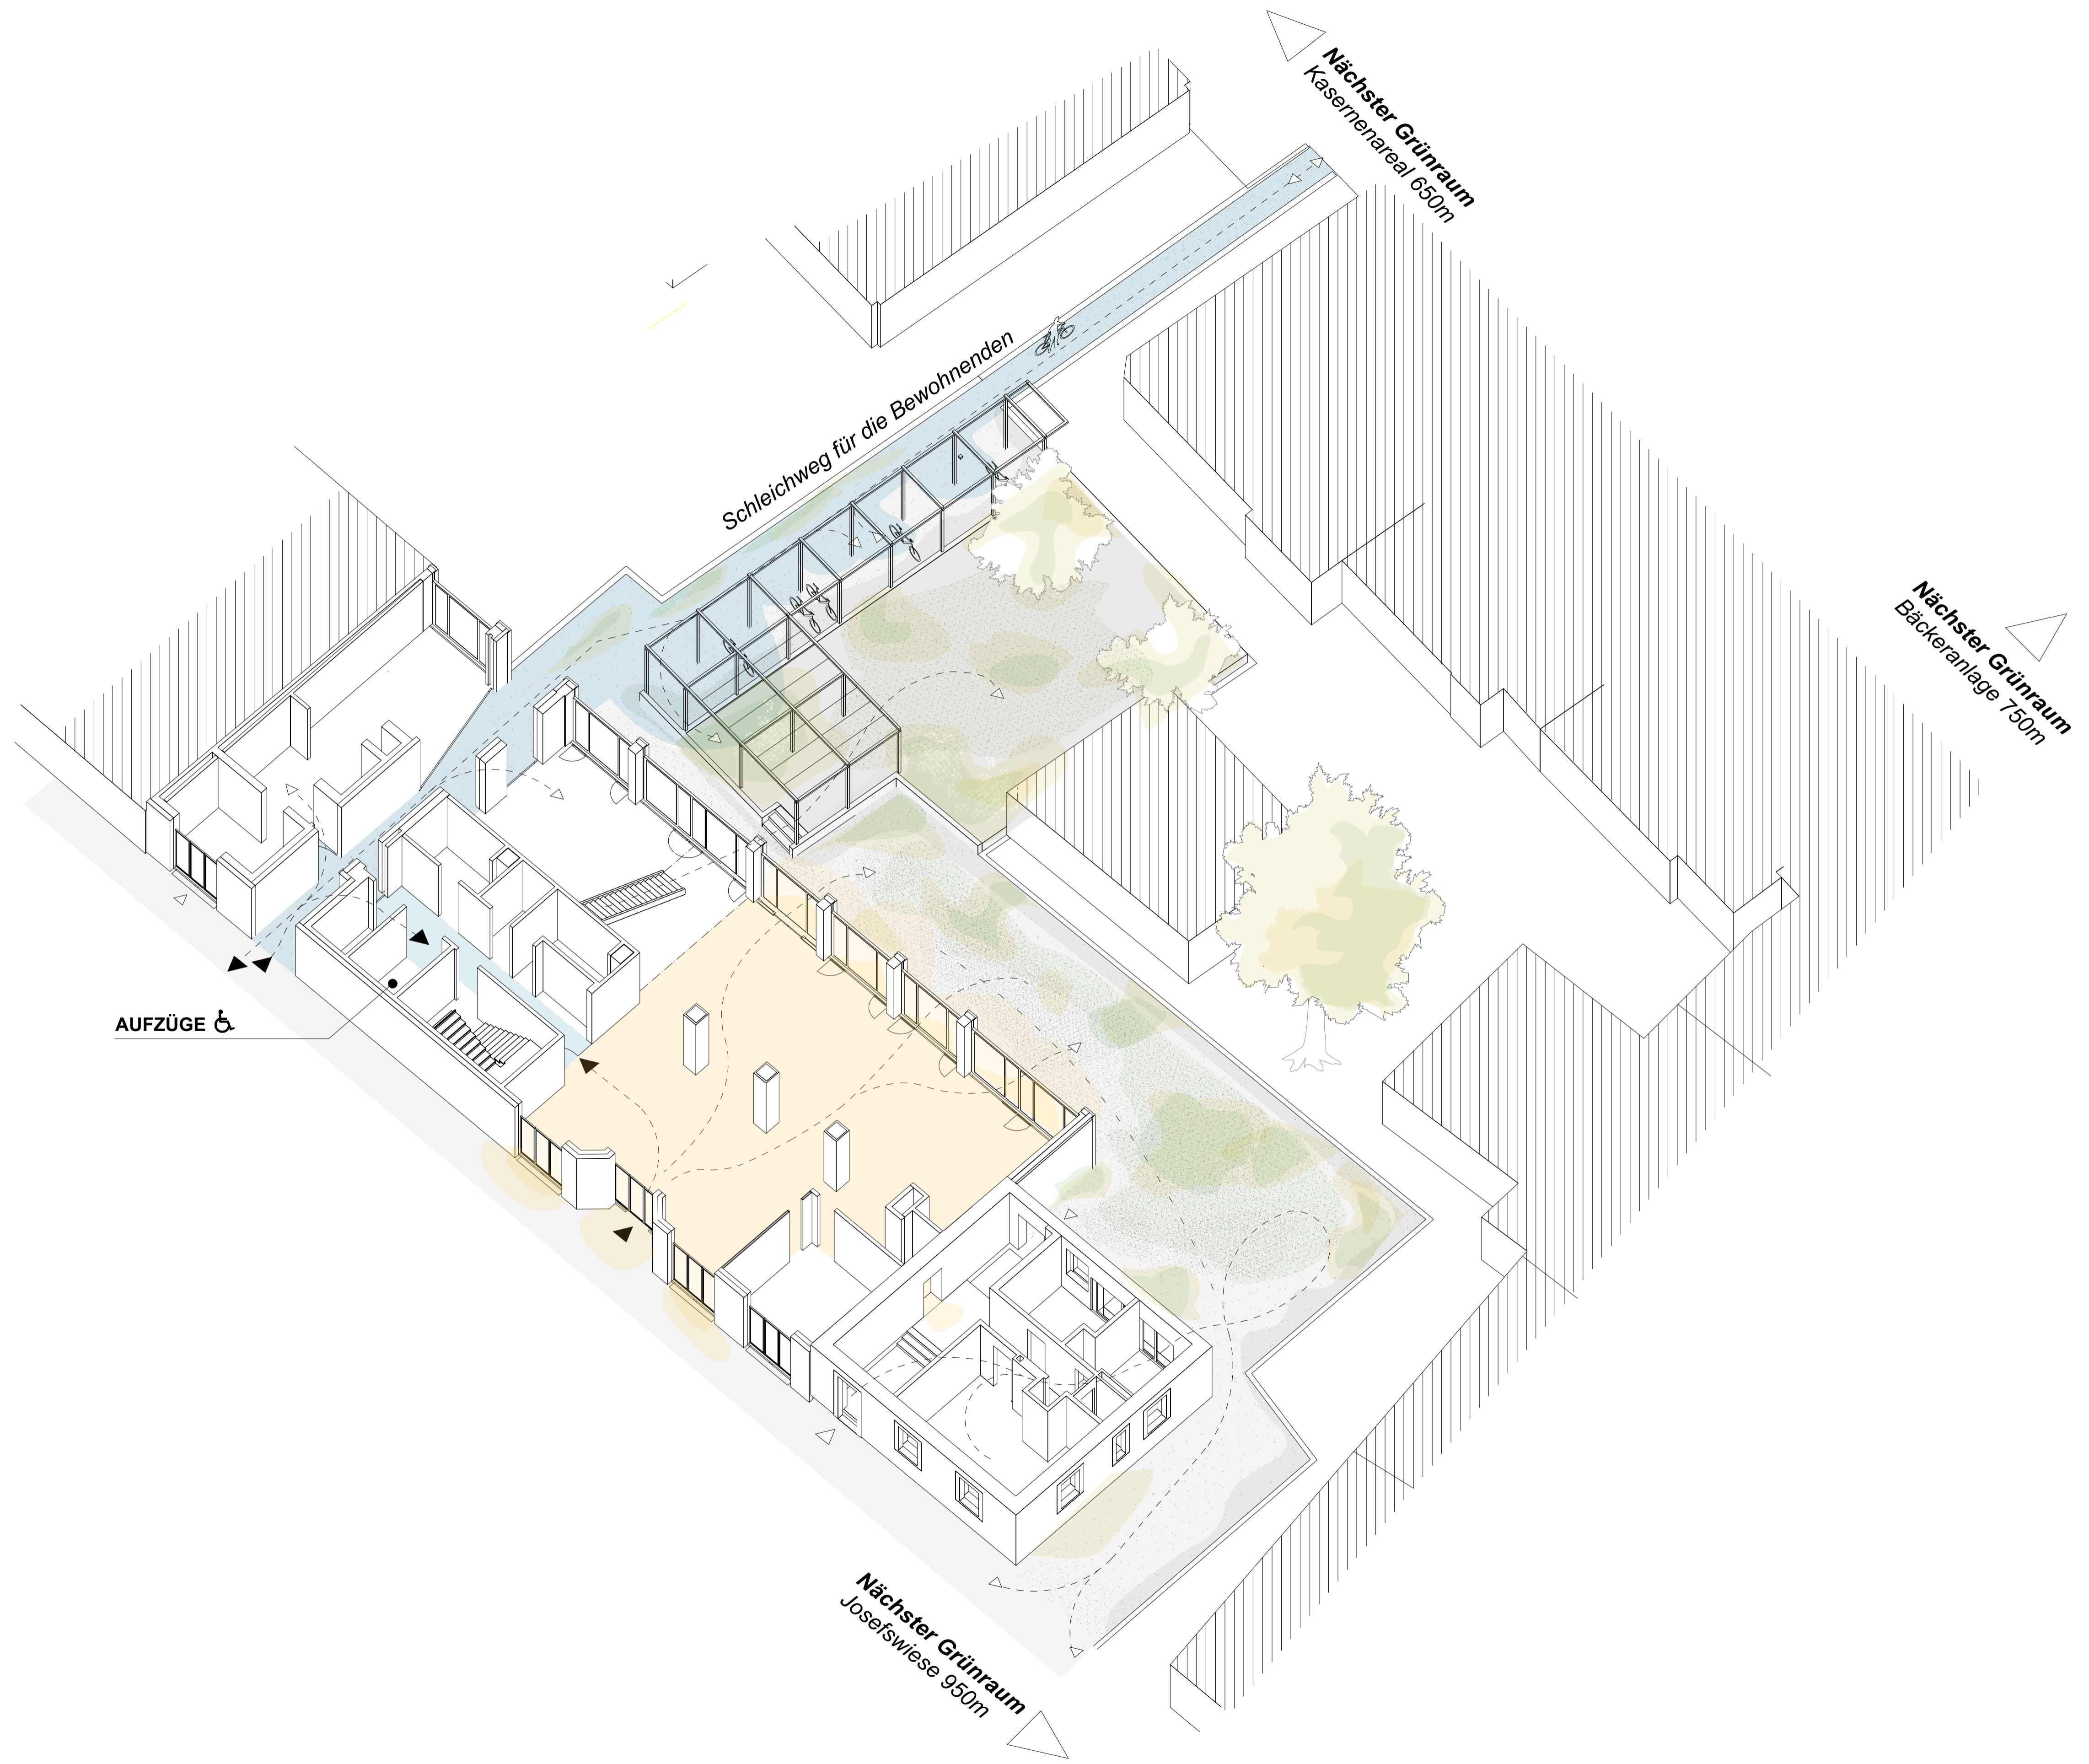 Nächster Grünraum
Kasernenareal 650m
Schleichweg für die Bewohnenden
Nächster Grünraum
Bäckeranlage 750m
AUFZÜGE
Nächster Grünraum
Josefswiese 950m